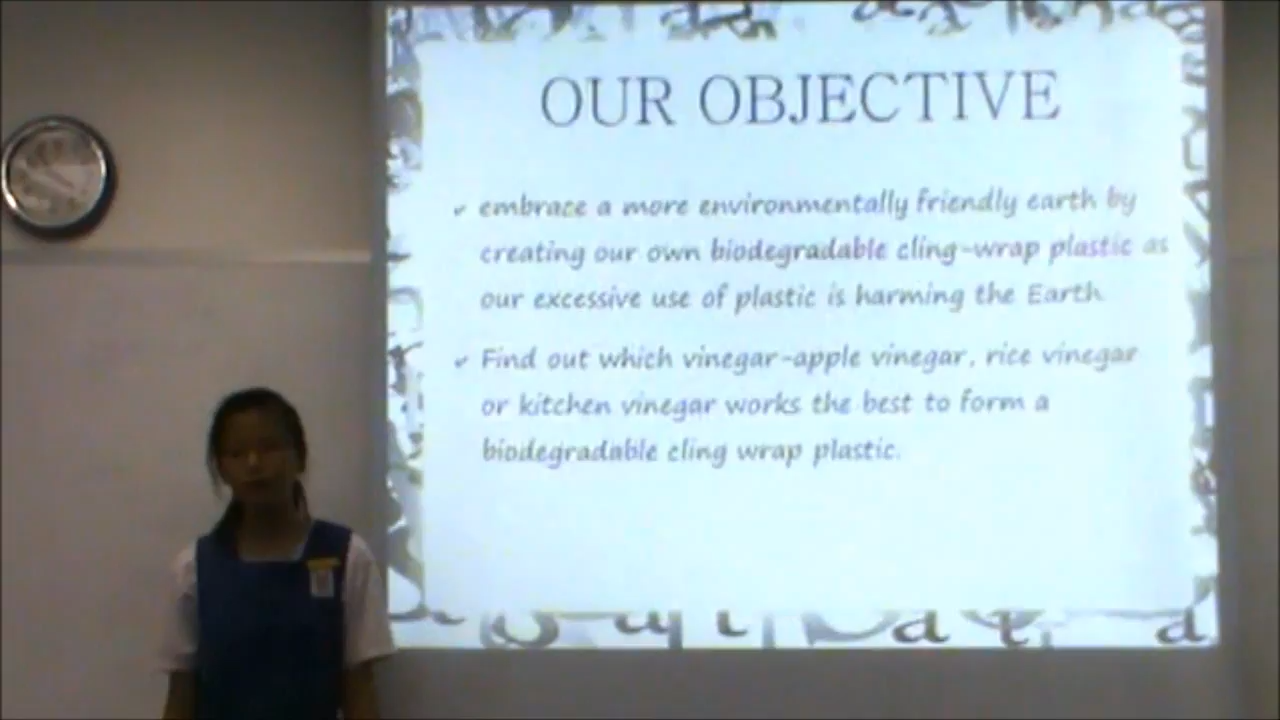 OUR OBJECTIVE
✓ embrace a more environmentally friendly earth by
creating our own biodegradable cling-wrap plastic as
our excessive use of plastic is harming the Earth
✓ Find out which vinegar-apple vinegar, rice vinegar
or kitchen vinegar works the best to form a
biodegradable cling wrap plastic.